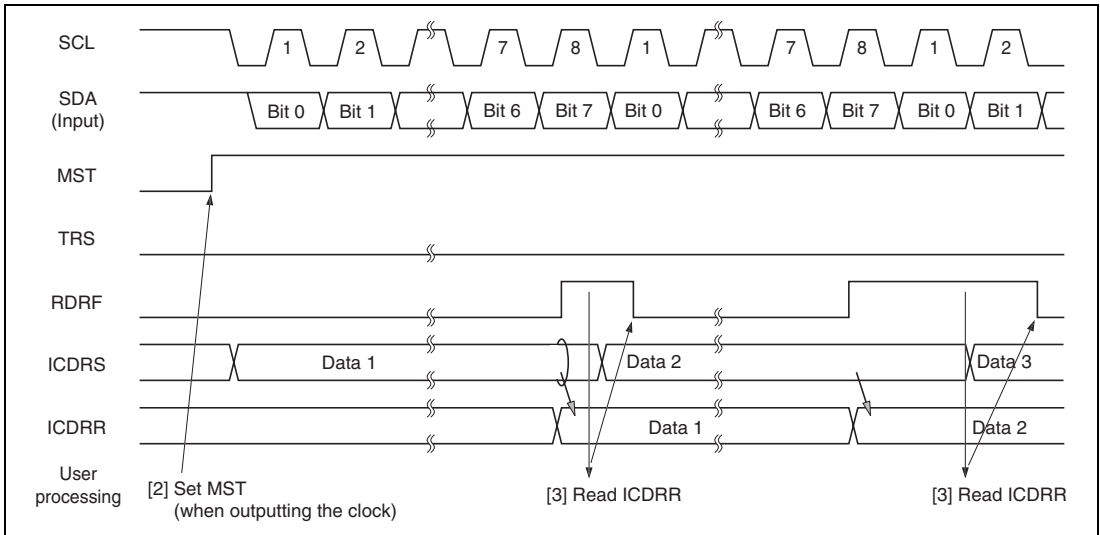 SCL 1 2 7 8 1 7 8 1 2
SDA
(Input)
Bit 0 Bit 1 Bit 6 Bit 7 Bit 0 Bit 6 Bit 7 Bit 0 Bit 1
MST
TRS
RDRF
ICDRS Data 1 Data 2 Data 3
ICDRR Data 1 Data 2
User
processing
[2] Set MST
(when outputting the clock)
[3] Read ICDRR
[3] Read ICDRR